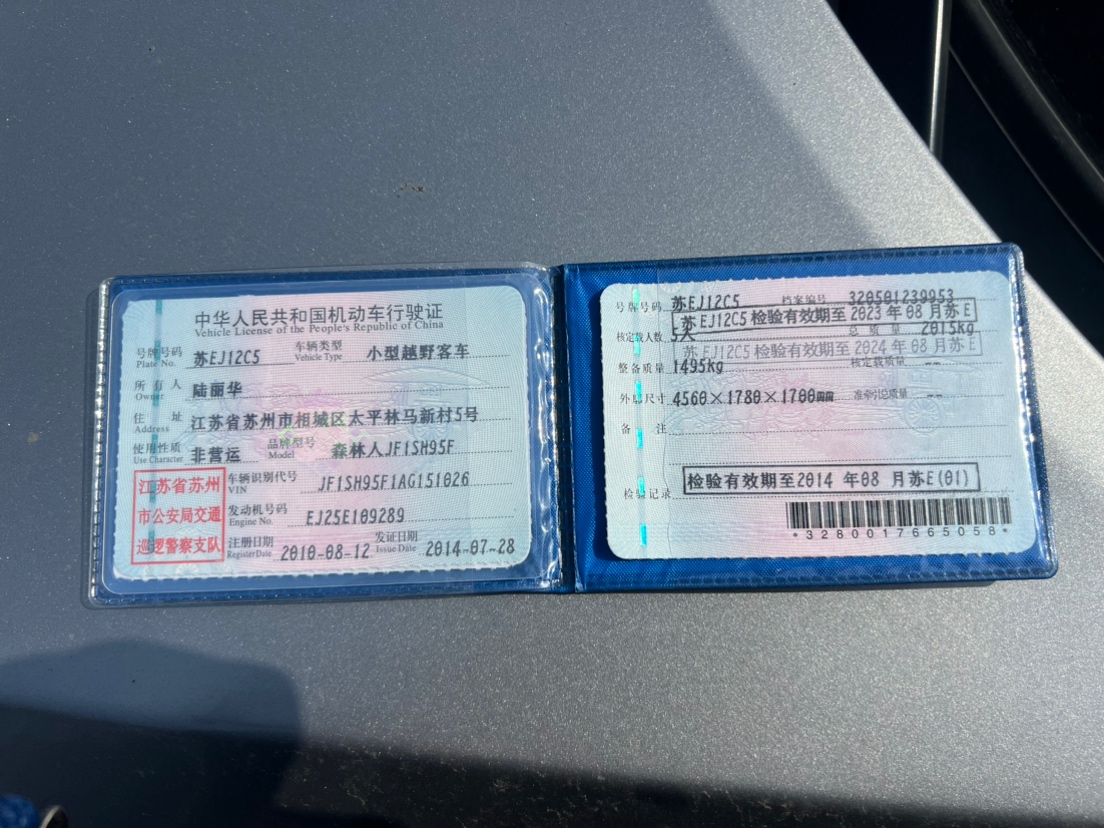 中华人民共和国机动车行驶证
Vehicle License of the People's Republic of China
号牌号码 苏EJ12C5 车辆类型 小型越野客车
Plate No. Vehicle Type
所有人 陆丽华
Owner
住址 江苏省苏州市相城区太平林马新村5号
Address
使用性质 非营运 品牌型号 森林人JF1SH95F
Use Character Model
江苏省苏州
市公安局交通
巡逻警察支队
车辆识别代号 JF1SH95F1AG151026
VIN
发动机号码 EJ25E109289
Engine No.
注册日期 2010-08-12 发证日期 2014-07-28
Register Date Issue Date
号牌号码 苏EJ12C5 档案编号 320501239953
苏EJ12C5 检验有效期至 2023 年 08 月苏E
核定载人数 5人 总质量 2015kg
苏EJ12C5 检验有效期至 2024 年 08 月苏E
整备质量 1495kg 核定载质量 --
外廓尺寸 4560×1780×1700mm 准牵引总质量 --
备注
检验记录 检验有效期至2014 年08 月苏E(01)
*3280017665058*